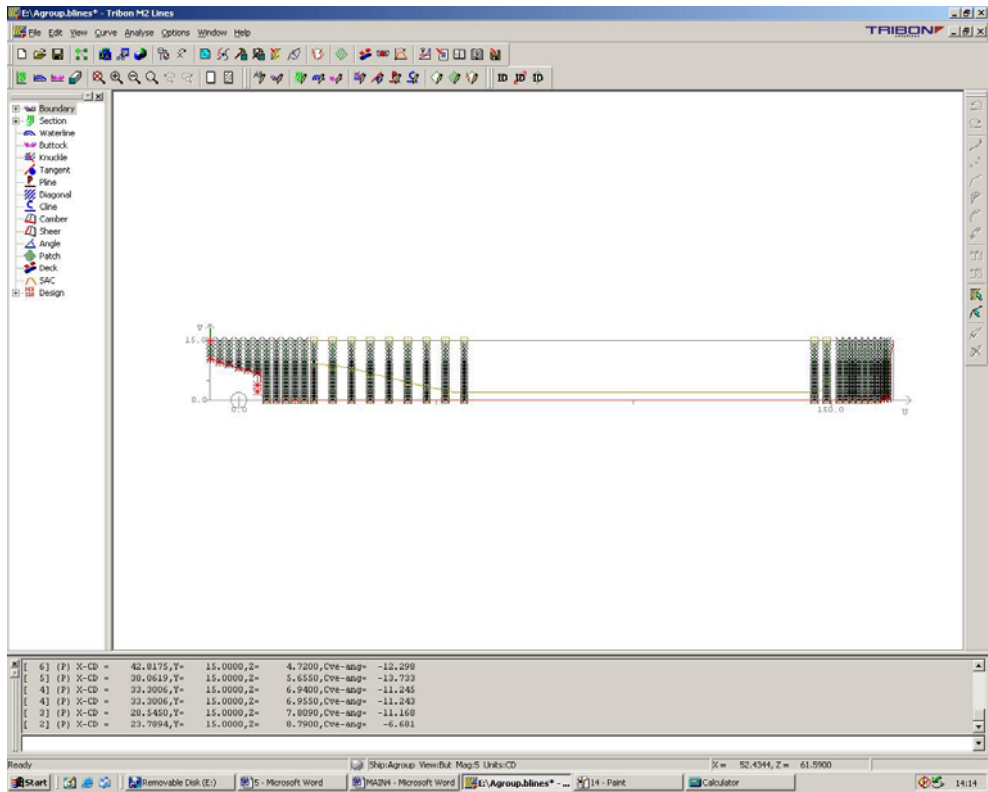 E:\Agroup.blines* - Tribon M2 Lines
File Edit View Curve Analyse Options Window Help
TRIBON
ID ID ID
Boundary
Section
Waterline
Buttock
Knuckle
Tangent
Pline
Diagonal
Cline
Camber
Sheer
Angle
Patch
Deck
SAC
Design
V
15.0
0.0
0.0
150.0
U
[ 6] (P) X-CD = 42.8175,Y= 15.0000,Z= 4.7200,Cve-ang= -12.298
[ 5] (P) X-CD = 38.0619,Y= 15.0000,Z= 5.6550,Cve-ang= -13.733
[ 4] (P) X-CD = 33.3006,Y= 15.0000,Z= 6.9400,Cve-ang= -11.245
[ 4] (P) X-CD = 33.3006,Y= 15.0000,Z= 6.9550,Cve-ang= -11.243
[ 3] (P) X-CD = 28.5450,Y= 15.0000,Z= 7.8090,Cve-ang= -11.168
[ 2] (P) X-CD = 23.7894,Y= 15.0000,Z= 8.7900,Cve-ang= -6.681
Ready
Ship:Agroup View:But Mag:5 Units:CD
X = 52.4344, Z = 61.5900
Start
Removable Disk (E:)
5 - Microsoft Word
MAIN4 - Microsoft Word
E:\Agroup.blines* - ...
14 - Paint
Calculator
14:14